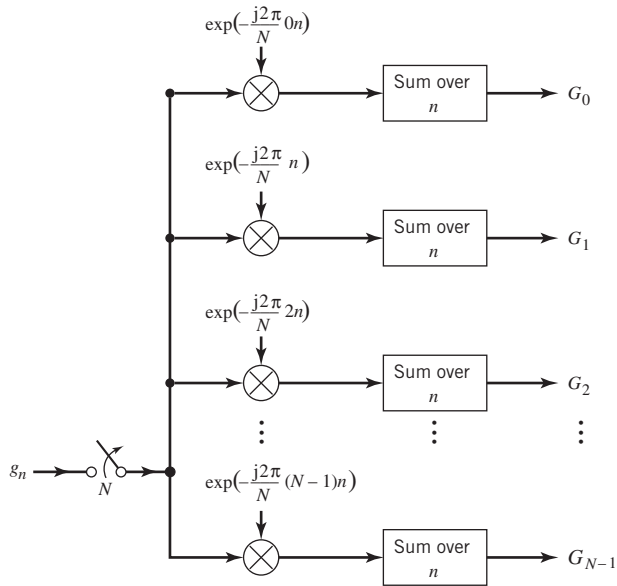 exp(−j2π/N 0n)
Sum over
n
G₀
exp(−j2π/N n)
Sum over
n
G₁
exp(−j2π/N 2n)
Sum over
n
G₂
gₙ
N
exp(−j2π/N (N − 1)n)
Sum over
n
G_{N−1}